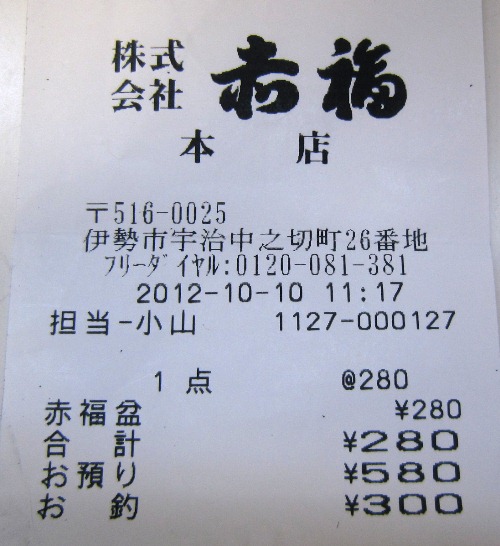 株式会社 赤福
本店
〒516-0025
伊勢市宇治中之切町26番地
ﾌﾘｰﾀﾞｲﾔﾙ:0120-081-381
2012-10-10 11:17
担当-小山 1127-000127
1点 @280
赤福盆 ¥280
合計 ¥280
お預り ¥580
お釣 ¥300